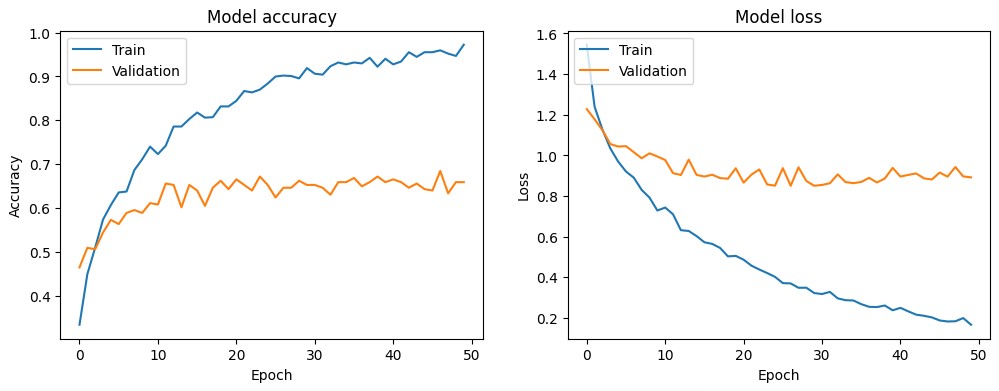 Model accuracy
Train
Validation
1.0
0.9
0.8
0.7
0.6
0.5
0.4
Accuracy
0 10 20 30 40 50
Epoch
Model loss
Train
Validation
1.6
1.4
1.2
1.0
0.8
0.6
0.4
0.2
Loss
0 10 20 30 40 50
Epoch